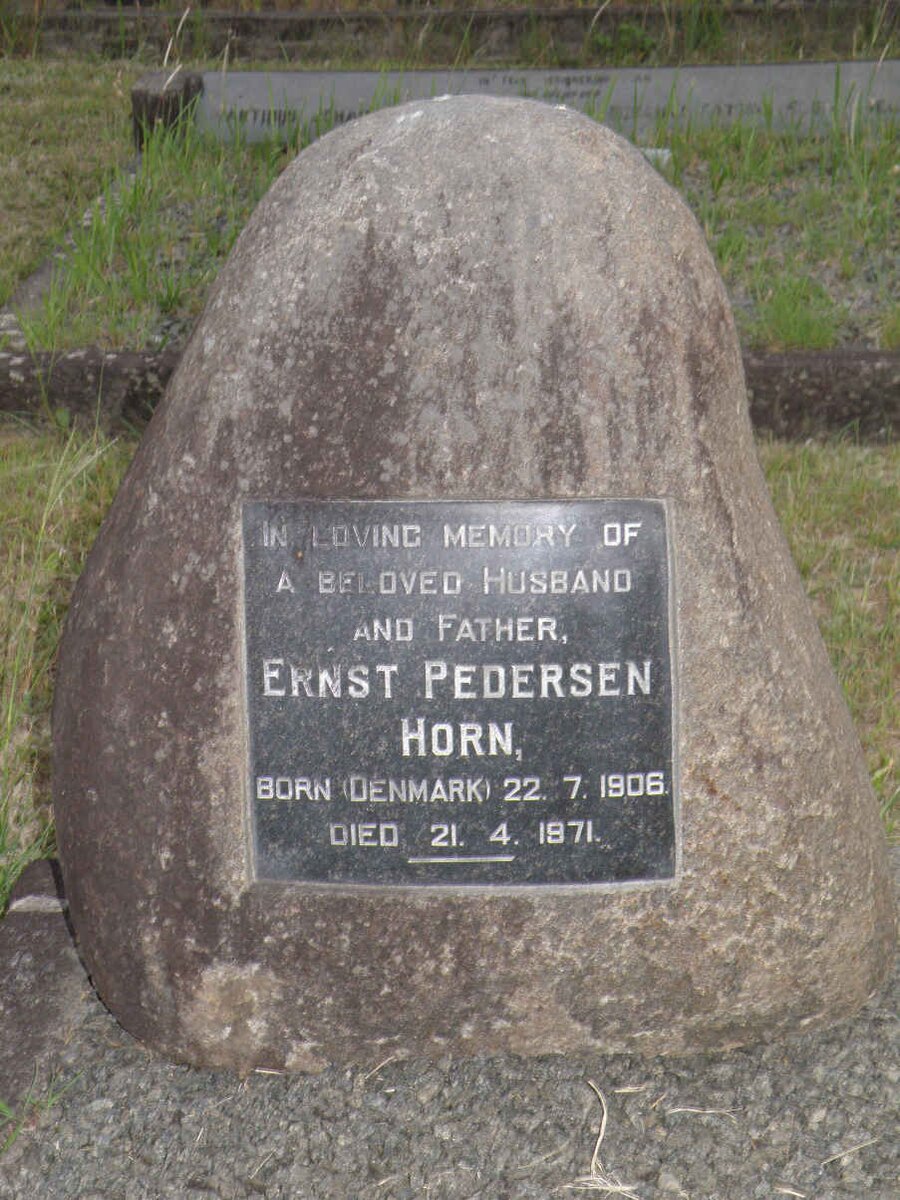 IN LOVING MEMORY OF
A BELOVED HUSBAND
AND FATHER,
ERNST PEDERSEN
HORN,
BORN (DENMARK) 22. 7. 1906.
DIED 21. 4. 1971.